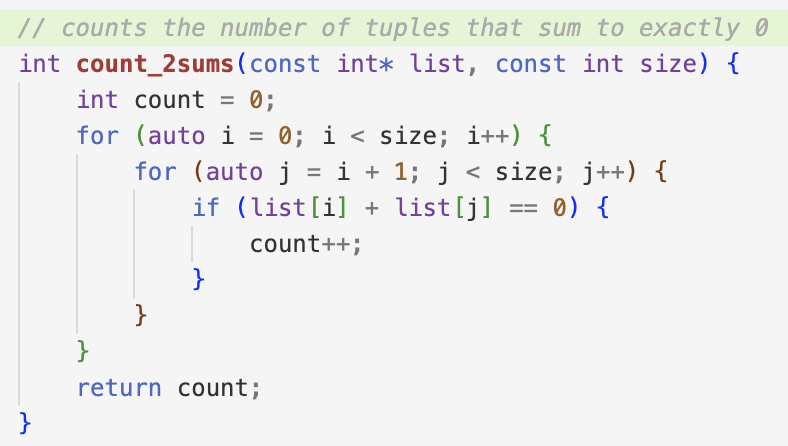 // counts the number of tuples that sum to exactly 0
int count_2sums(const int* list, const int size) {
    int count = 0;
    for (auto i = 0; i < size; i++) {
        for (auto j = i + 1; j < size; j++) {
            if (list[i] + list[j] == 0) {
                count++;
            }
        }
    }
    return count;
}